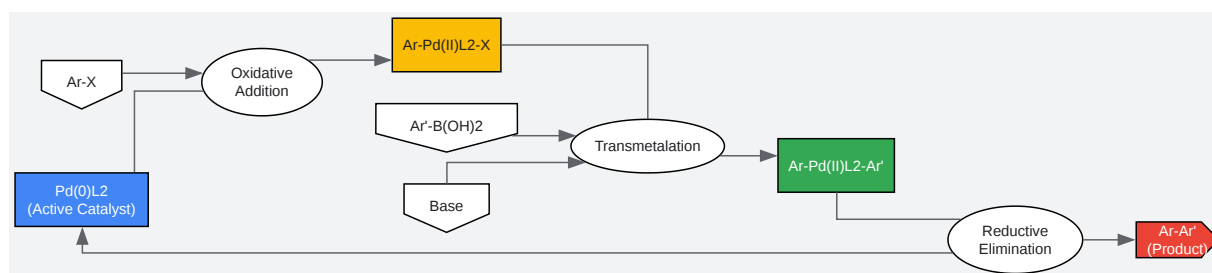 Ar-X
Oxidative
Addition
Ar-Pd(II)L2-X
Ar'-B(OH)2
Transmetalation
Base
Pd(0)L2
(Active Catalyst)
Ar-Pd(II)L2-Ar'
Reductive
Elimination
Ar-Ar'
(Product)